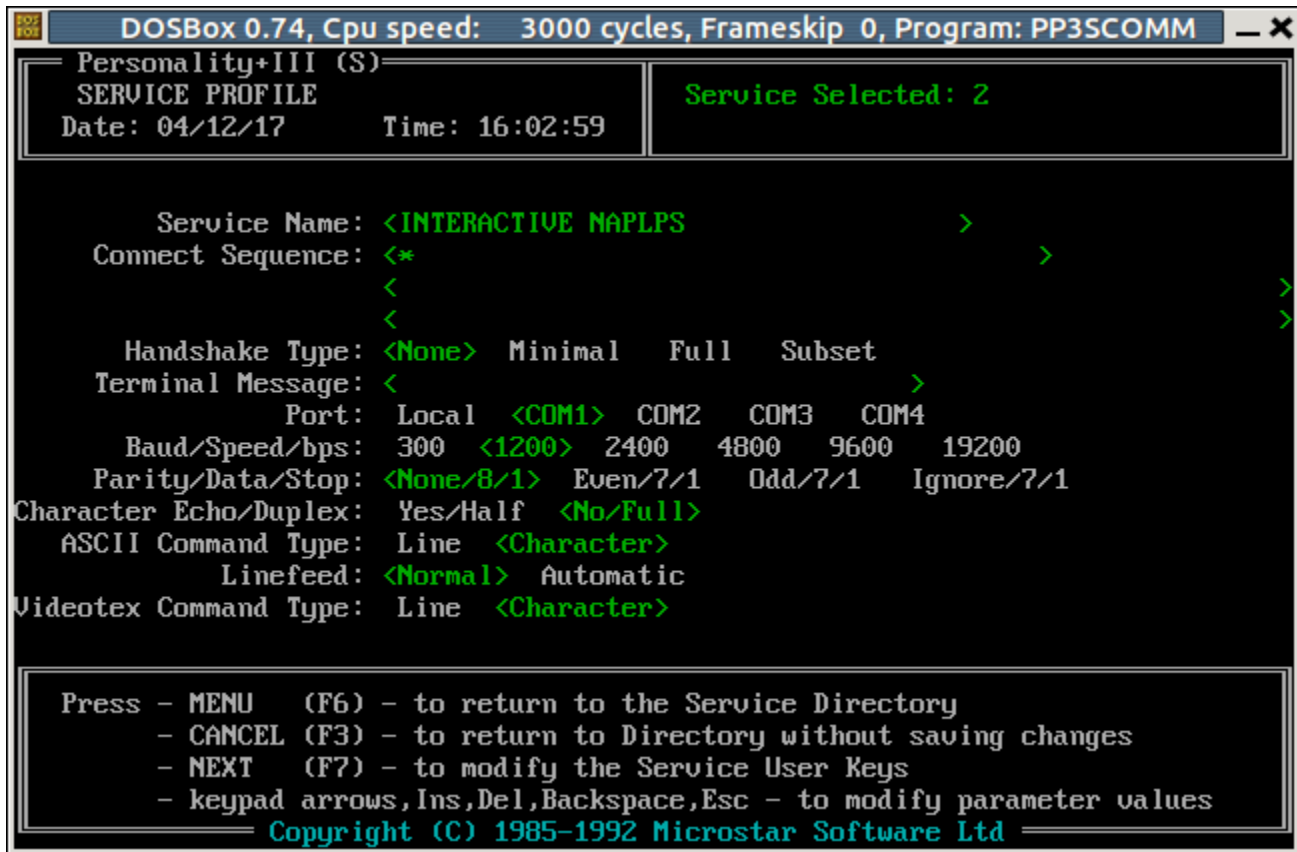 DOSBox 0.74, Cpu speed: 3000 cycles, Frameskip 0, Program: PP3SCOMM
Personality+III (S)
SERVICE PROFILE
Date: 04/12/17 Time: 16:02:59
Service Selected: 2
Service Name: <INTERACTIVE NAPLPS >
Connect Sequence: <* >
< >
< >
Handshake Type: <None> Minimal Full Subset
Terminal Message: < >
Port: Local <COM1> COM2 COM3 COM4
Baud/Speed/bps: 300 <1200> 2400 4800 9600 19200
Parity/Data/Stop: <None/8/1> Even/7/1 Odd/7/1 Ignore/7/1
Character Echo/Duplex: Yes/Half <No/Full>
ASCII Command Type: Line <Character>
Linefeed: <Normal> Automatic
Videotex Command Type: Line <Character>
Press - MENU (F6) - to return to the Service Directory
- CANCEL (F3) - to return to Directory without saving changes
- NEXT (F7) - to modify the Service User Keys
- keypad arrows,Ins,Del,Backspace,Esc - to modify parameter values
Copyright (C) 1985-1992 Microstar Software Ltd